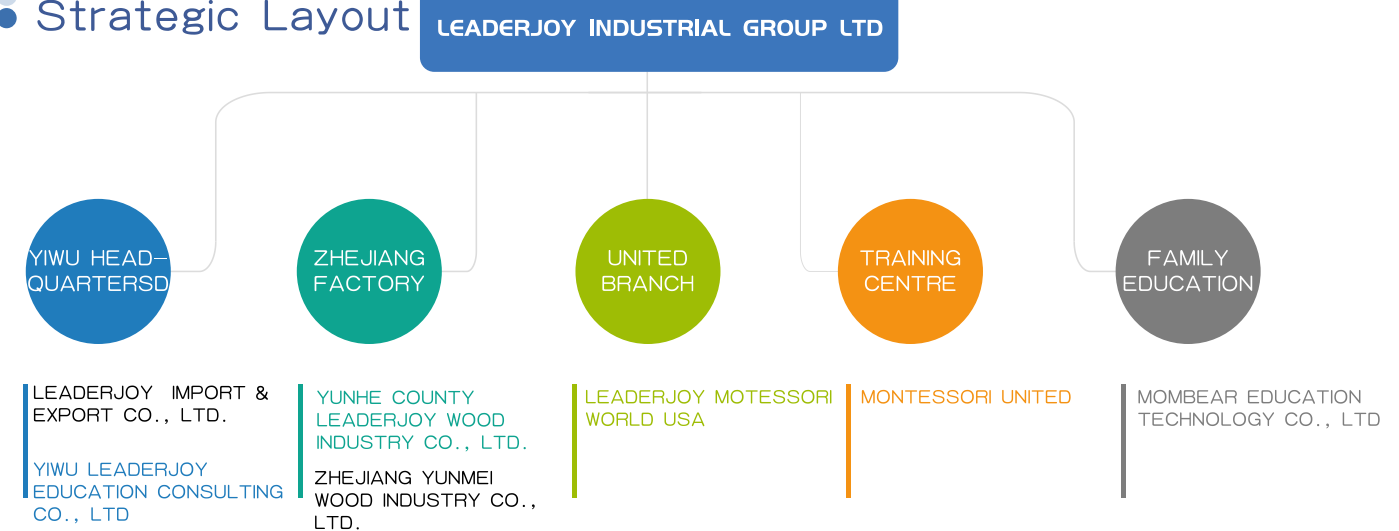 Strategic Layout
LEADERJOY INDUSTRIAL GROUP LTD
YIWU HEAD-
QUARTERSD
ZHEJIANG
FACTORY
UNITED
BRANCH
TRAINING
CENTRE
FAMILY
EDUCATION
LEADERJOY IMPORT &
EXPORT CO., LTD.
YIWU LEADERJOY
EDUCATION CONSULTING
CO., LTD
YUNHE COUNTY
LEADERJOY WOOD
INDUSTRY CO., LTD.
ZHEJIANG YUNMEI
WOOD INDUSTRY CO.,
LTD.
LEADERJOY MOTESSORI
WORLD USA
MONTESSORI UNITED
MOMBEAR EDUCATION
TECHNOLOGY CO., LTD